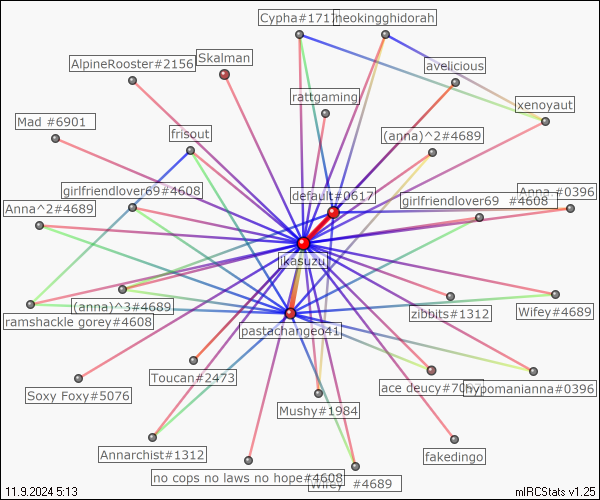 Cypha#1717
neokingghidorah
Skalman
AlpineRooster#2156
avelicious
rattgaming
xenoyaut
Mad #6901
frisout
(anna)^2#4689
girlfriendlover69#4608
default#0617
girlfriendlover69 #4608
Anna #0396
Anna^2#4689
ikasuzu
(anna)^3#4689
zibbits#1312
Wifey#4689
ramshackle gorey#4608
pastachangeo41
Toucan#2473
ace deucy#70
hypomanianna#0396
Soxy Foxy#5076
Mushy#1984
Annarchist#1312
fakedingo
no cops no laws no hope#4608
Wifey #4689
11.9.2024 5:13
mIRCStats v1.25